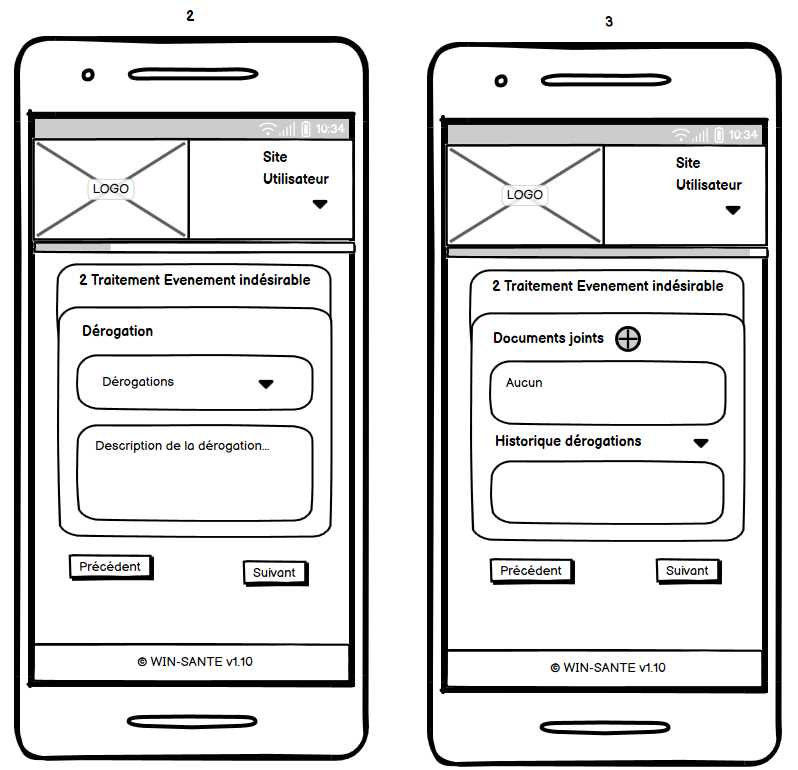 2
10:34
LOGO
Site
Utilisateur
2 Traitement Evenement indésirable
Dérogation
Dérogations
Description de la dérogation...
Précédent
Suivant
© WIN-SANTE v1.10
3
10:34
LOGO
Site
Utilisateur
2 Traitement Evenement indésirable
Documents joints
Aucun
Historique dérogations
Précédent
Suivant
© WIN-SANTE v1.10